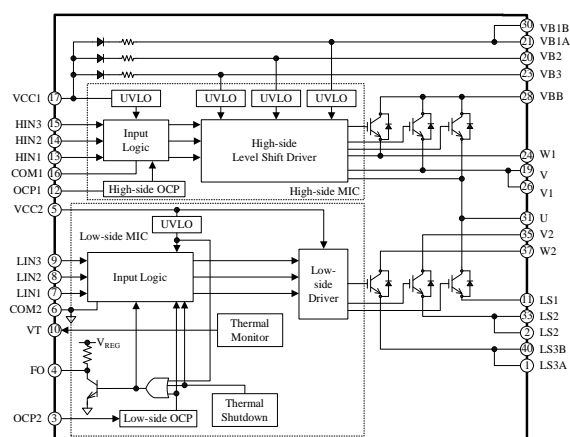 30 VB1B
21 VB1A
20 VB2
23 VB3
VCC1 17
UVLO
UVLO
UVLO
UVLO
28 VBB
HIN3 15
HIN2 14
HIN1 13
COM1 16
OCP1 12
Input
Logic
High-side
Level Shift Driver
High-side OCP
High-side MIC
24 W1
19 V
26 V1
VCC2 5
UVLO
Low-side MIC
31 U
35 V2
37 W2
LIN3 9
LIN2 8
LIN1 7
COM2 6
Input Logic
Low-
side
Driver
VT 10
Thermal
Monitor
11 LS1
33 LS2
2 LS2
40 LS3B
1 LS3A
VREG
FO 4
Thermal
Shutdown
OCP2 3
Low-side OCP